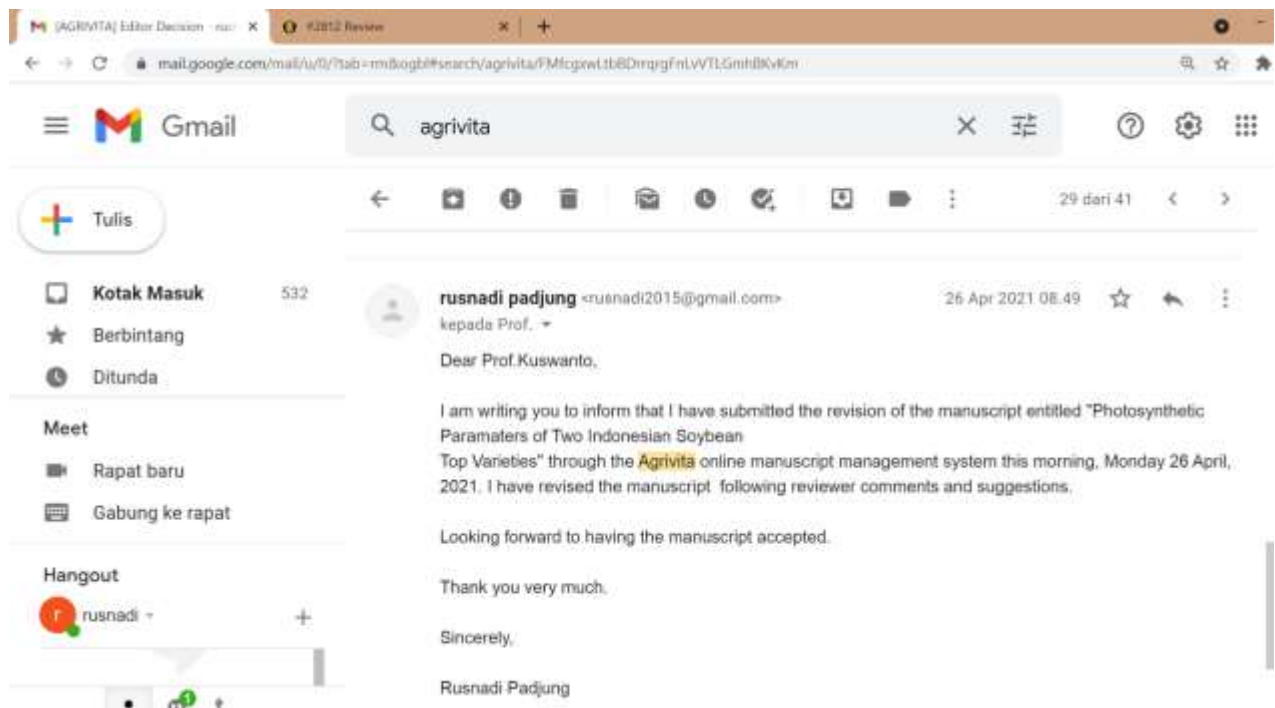 [AGRIVITA] Editor Decision - rus
#2812 Review
Gmail
agrivita
Tulis
29 dari 41
Kotak Masuk 532
Berbintang
Ditunda
Meet
Rapat baru
Gabung ke rapat
Hangout
r rusnadi
1
rusnadi padjung <rusnadi2015@gmail.com> 26 Apr 2021 08.49
kepada Prof.
Dear Prof.Kuswanto,
I am writing you to inform that I have submitted the revision of the manuscript entitled "Photosynthetic
Paramaters of Two Indonesian Soybean
Top Varieties" through the Agrivita online manuscript management system this morning, Monday 26 April,
2021. I have revised the manuscript following reviewer comments and suggestions.
Looking forward to having the manuscript accepted.
Thank you very much.
Sincerely,
Rusnadi Padjung